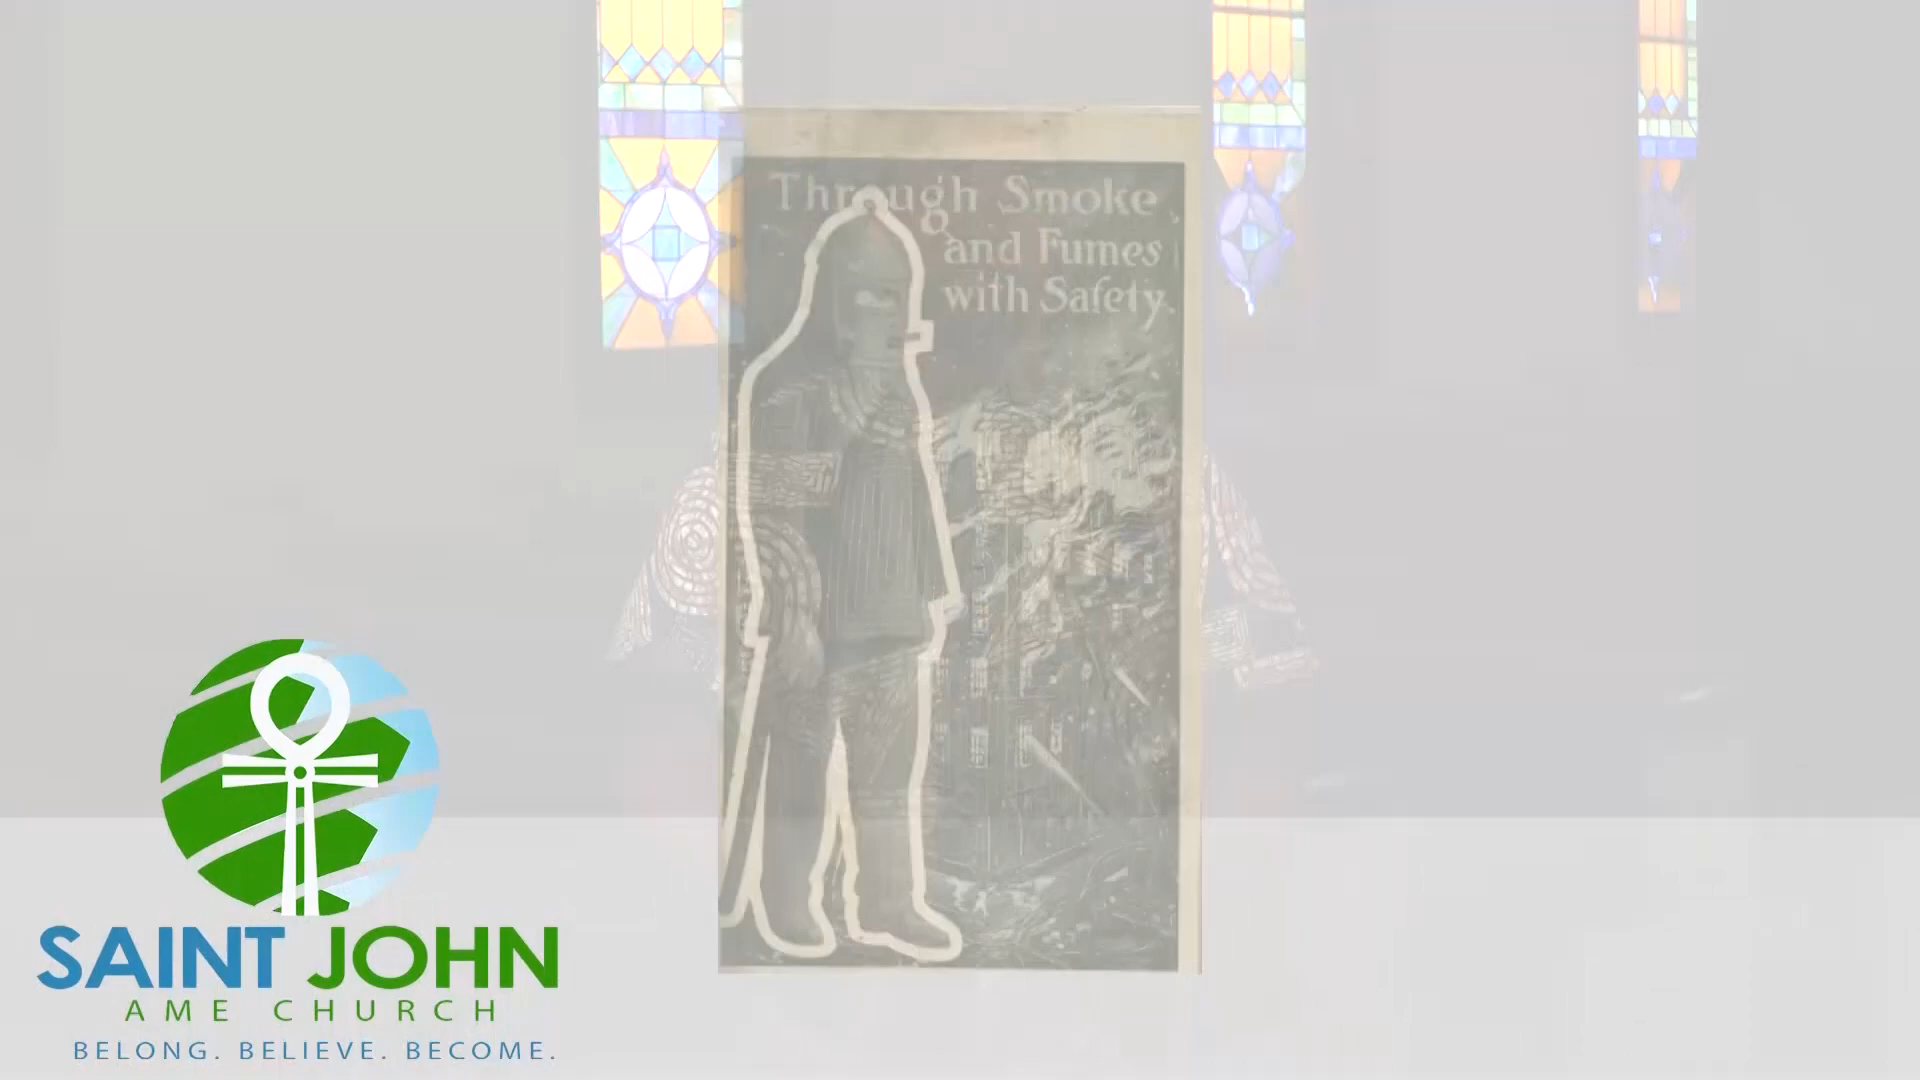 Through Smoke
and Fumes
with Safety.
SAINT JOHN
AME CHURCH
BELONG. BELIEVE. BECOME.